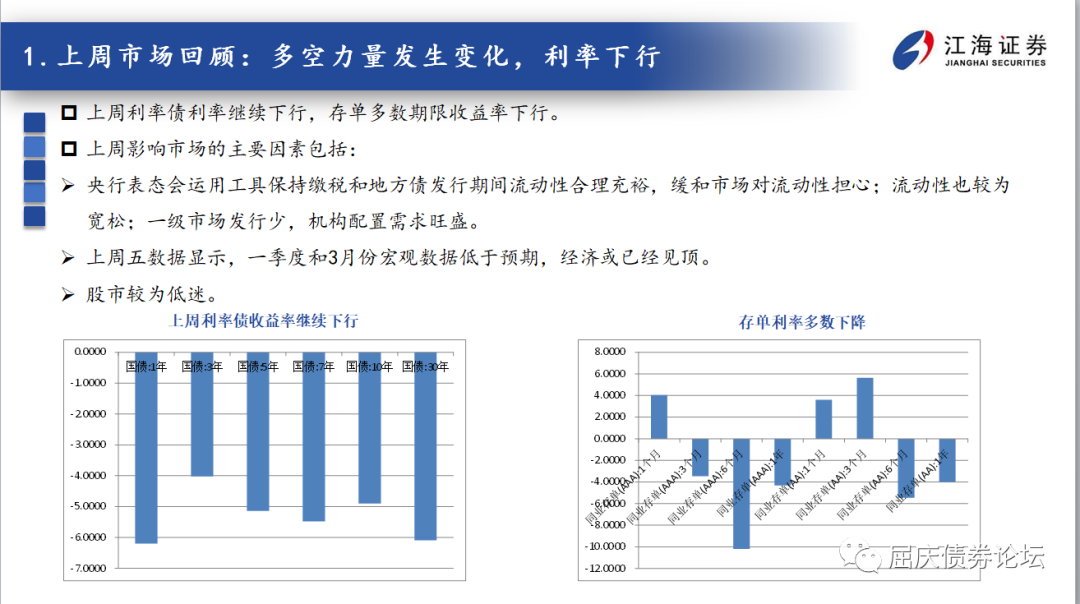 1.上周市场回顾：多空力量发生变化，利率下行
江海证券
JIANGHAI SECURITIES
上周利率债利率继续下行，存单多数期限收益率下行。
上周影响市场的主要因素包括：
央行表态会运用工具保持缴税和地方债发行期间流动性合理充裕，缓和市场对流动性担心；流动性也较为
宽松；一级市场发行少，机构配置需求旺盛。
上周五数据显示，一季度和3月份宏观数据低于预期，经济或已经见顶。
股市较为低迷。
上周利率债收益率继续下行
0.0000
国债:1年 国债:3年 国债:5年 国债:7年 国债:10年 国债:30年
-1.0000
-2.0000
-3.0000
-4.0000
-5.0000
-6.0000
-7.0000
存单利率多数下降
8.0000
6.0000
4.0000
2.0000
0.0000
-2.0000
-4.0000
-6.0000
-8.0000
-10.0000
-12.0000
同业存单(AAA):1个月
同业存单(AAA):3个月
同业存单(AAA):6个月
同业存单(AAA):1年
同业存单(AA):1个月
同业存单(AA):3个月
同业存单(AA):6个月
同业存单(AA):1年
屈庆债券论坛